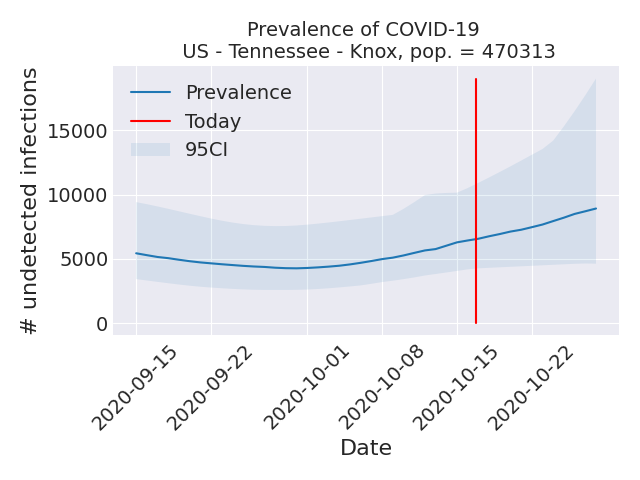 Prevalence of COVID-19
US - Tennessee - Knox, pop. = 470313
Prevalence
Today
95CI
# undetected infections
15000
10000
5000
0
2020-09-15
2020-09-22
2020-10-01
2020-10-08
2020-10-15
2020-10-22
Date